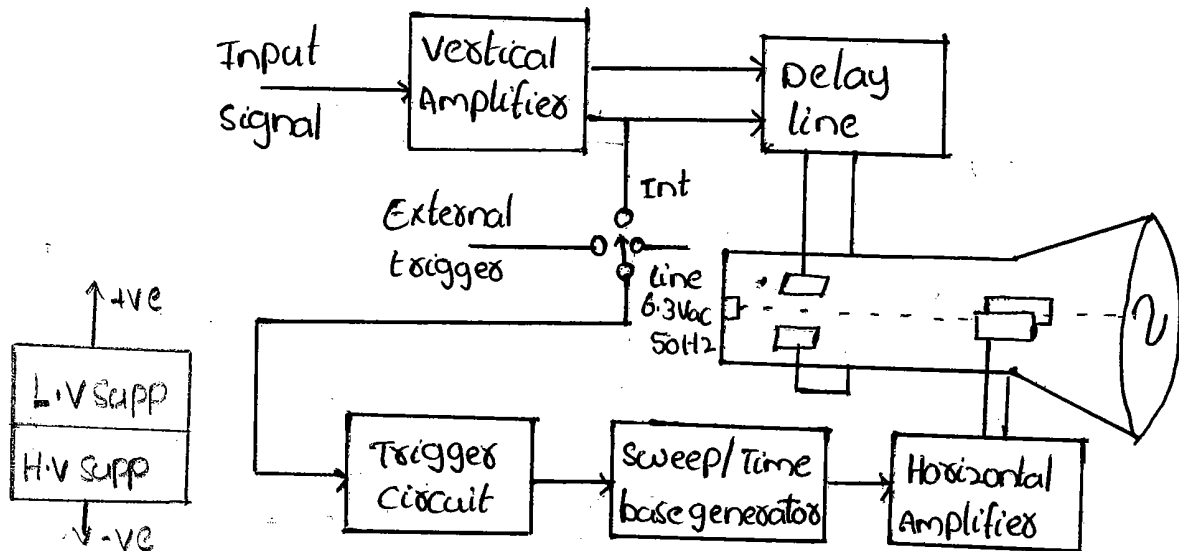 Input
Signal
Vertical
Amplifier
Delay
line
Int
External
trigger
line
6.3Vac
50Hz
+ve
L.V Supp
H.V Supp
-ve
Trigger
Circuit
Sweep/Time
base generator
Horizontal
Amplifier